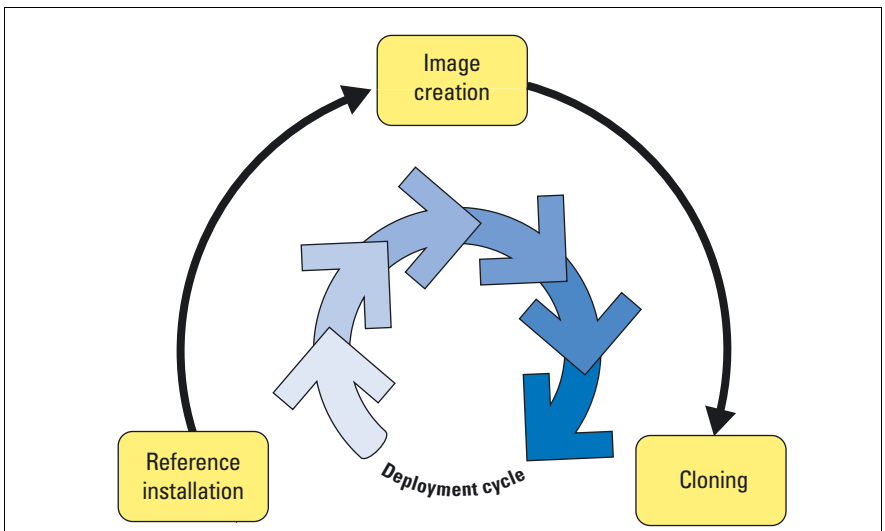 Image
creation
Reference
installation
Deployment cycle
Cloning